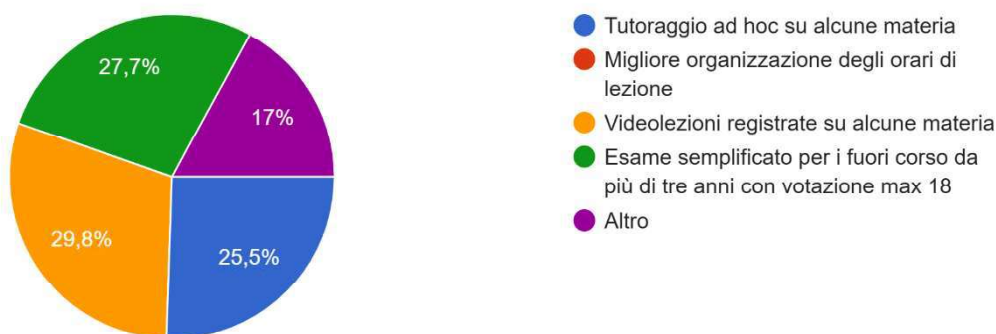 27,7%
17%
29,8%
25,5%
Tutoraggio ad hoc su alcune materia
Migliore organizzazione degli orari di
lezione
Videolezioni registrate su alcune materia
Esame semplificato per i fuori corso da
più di tre anni con votazione max 18
Altro